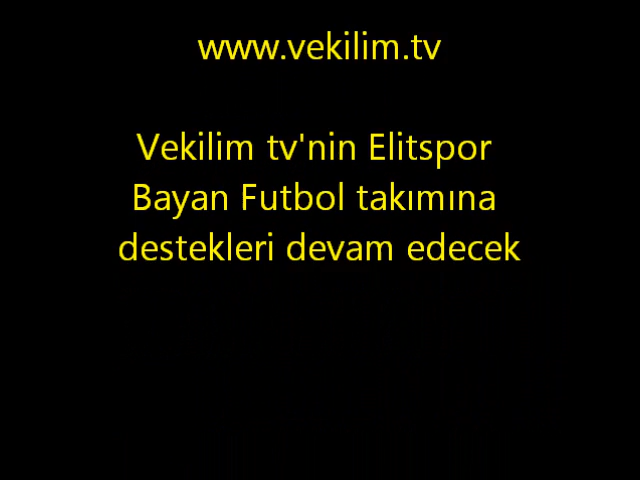 www.vekilim.tv
Vekilim tv'nin Elitspor
Bayan Futbol takımına
destekleri devam edecek